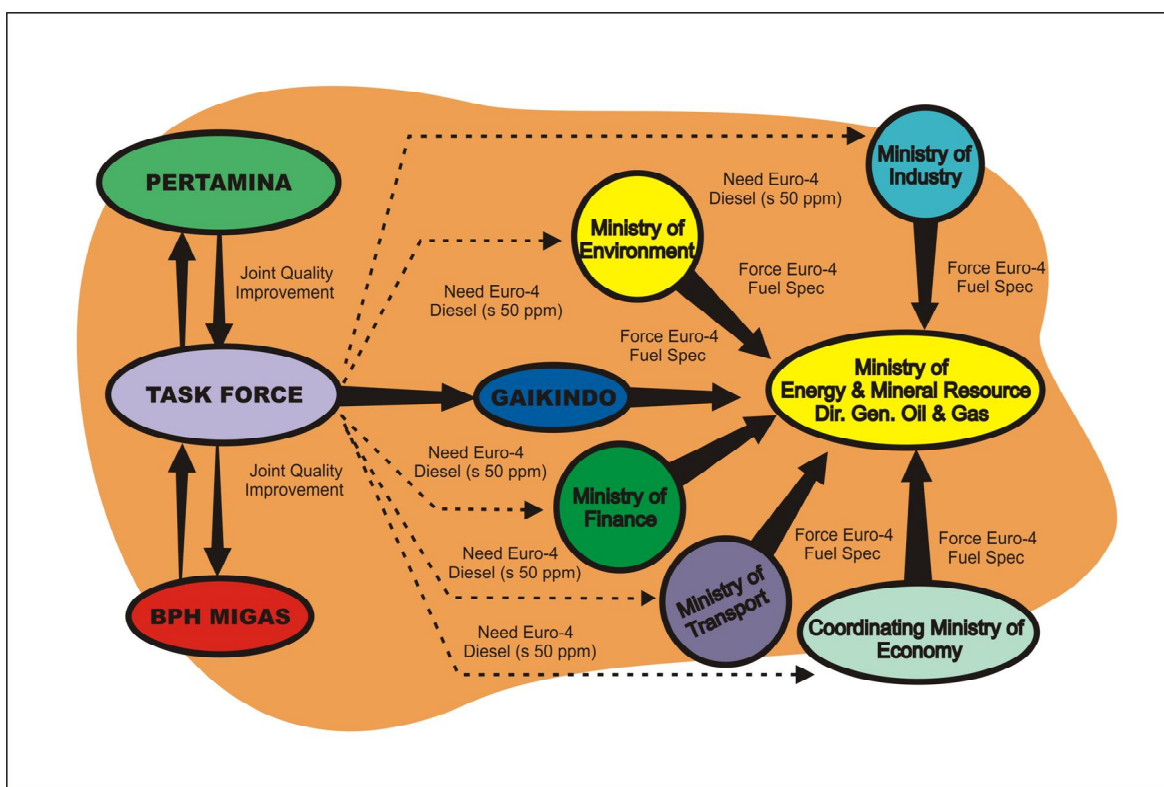 PERTAMINA
Joint Quality
Improvement
TASK FORCE
Joint Quality
Improvement
BPH MIGAS
Need Euro-4
Diesel (s 50 ppm)
Ministry of
Industry
Ministry of
Environment
Need Euro-4
Diesel (s 50 ppm)
Force Euro-4
Fuel Spec
Force Euro-4
Fuel Spec
Force Euro-4
Fuel Spec
GAIKINDO
Ministry of
Energy & Mineral Resource
Dir. Gen. Oil & Gas
Need Euro-4
Diesel (s 50 ppm)
Ministry of
Finance
Need Euro-4
Diesel (s 50 ppm)
Ministry of
Transport
Force Euro-4
Fuel Spec
Force Euro-4
Fuel Spec
Need Euro-4
Diesel (s 50 ppm)
Coordinating Ministry of
Economy